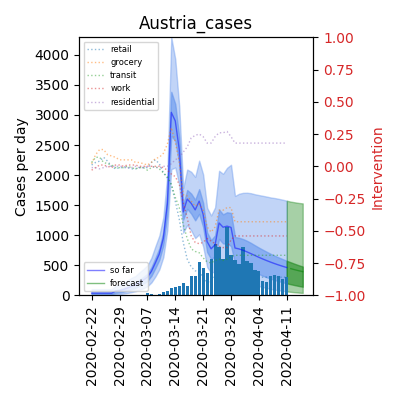 Austria_cases
Cases per day
4000
3500
3000
2500
2000
1500
1000
500
0
retail
grocery
transit
work
residential
so far
forecast
1.00
0.75
0.50
0.25
0.00
−0.25
−0.50
−0.75
−1.00
Intervention
2020-02-22
2020-02-29
2020-03-07
2020-03-14
2020-03-21
2020-03-28
2020-04-04
2020-04-11